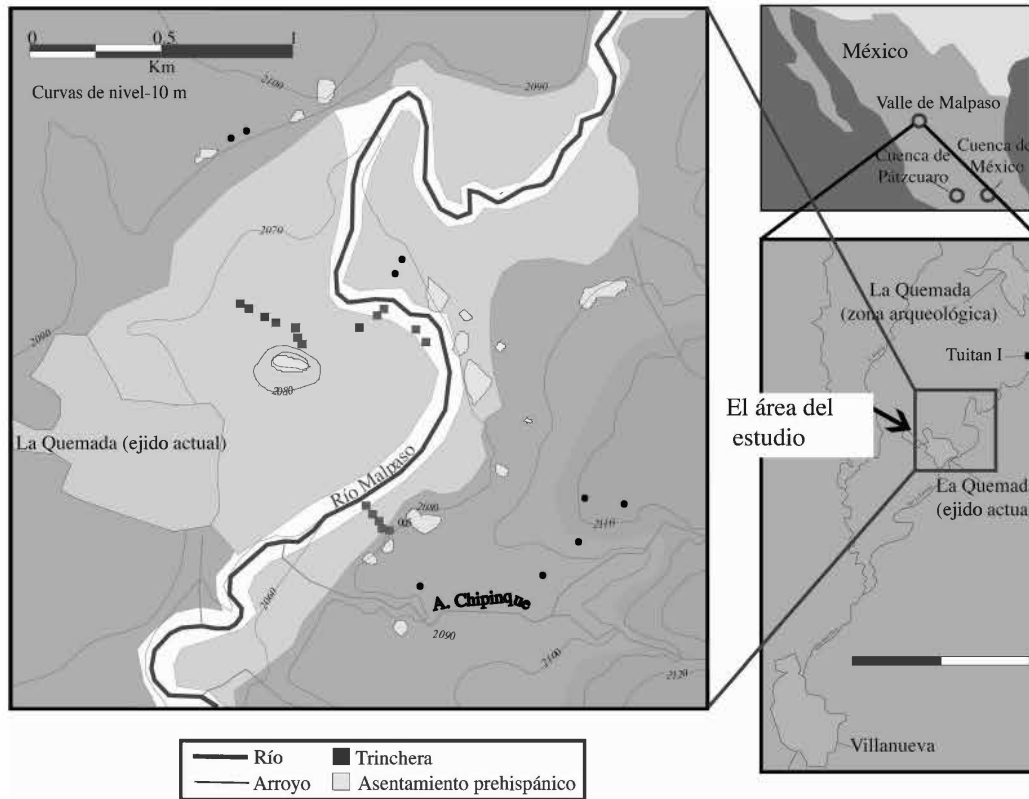 0 0.5 1
Km
Curvas de nivel-10 m
2100
2090
2070
2090
2080
La Quemada (ejido actual)
Río Malpaso
2080
2110
2060
A. Chipinque
2090
2100
2120
México
Valle de Malpaso
Cuenca de
Pátzcuaro
Cuenca de
México
La Quemada
(zona arqueológica)
Tuitan I
El área del
estudio
La Quemada
(ejido actua
Villanueva
Río
Arroyo
Trinchera
Asentamiento prehispánico